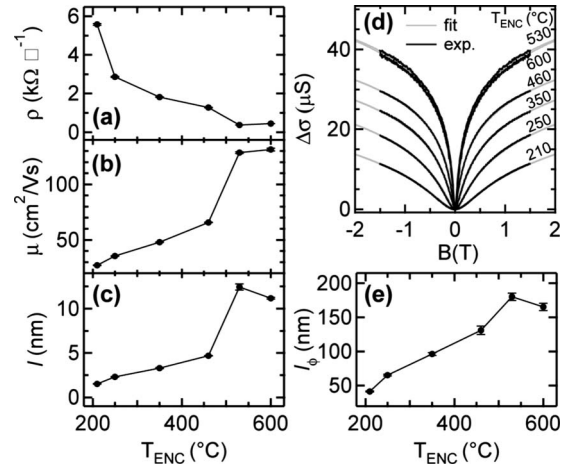 ρ (kΩ □⁻¹)
6
4
2
0
(a)
μ (cm²/Vs)
100
50
(b)
l (nm)
10
5
0
(c)
200
400
600
T_ENC (°C)
(d)
Δσ (μS)
40
20
0
fit
exp.
T_ENC (°C)
530
600
460
350
250
210
-2
-1
0
1
2
B(T)
(e)
l_ϕ (nm)
200
150
100
50
200
400
600
T_ENC (°C)